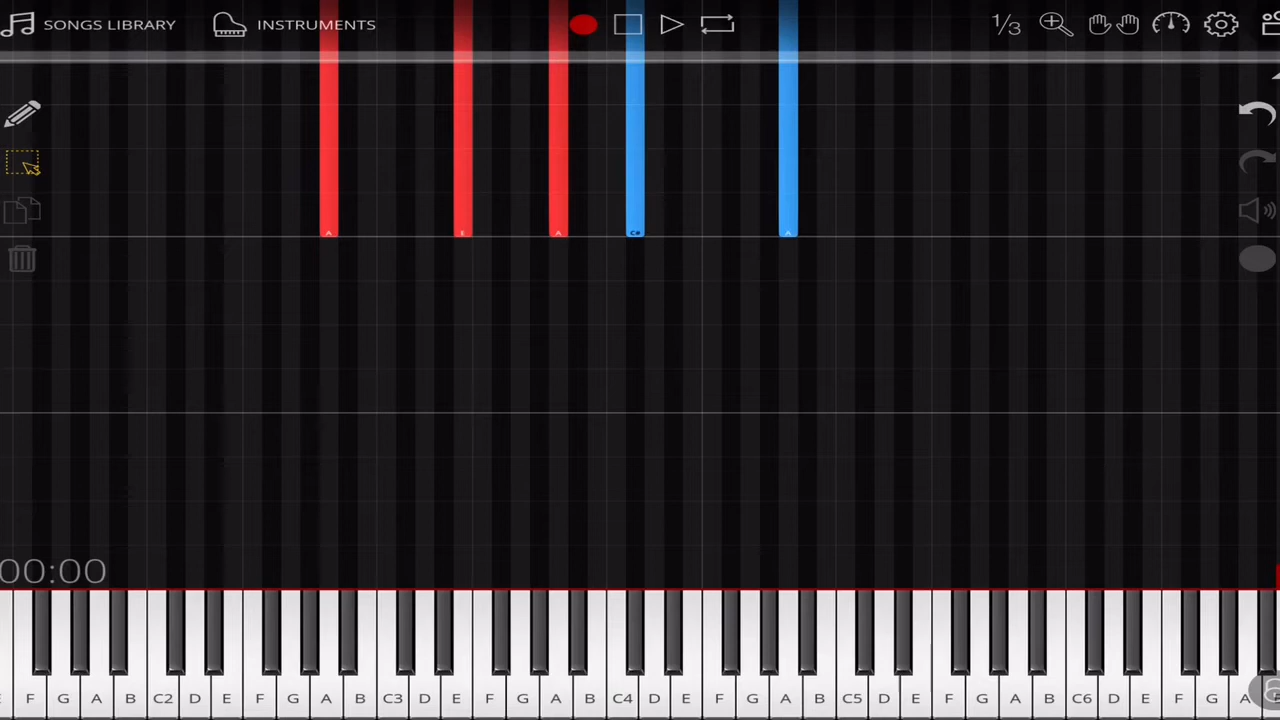 SONGS LIBRARY INSTRUMENTS 1/3
A E A C# A
00:00
F G A B C2 D E F G A B C3 D E F G A B C4 D E F G A B C5 D E F G A B C6 D E F G A